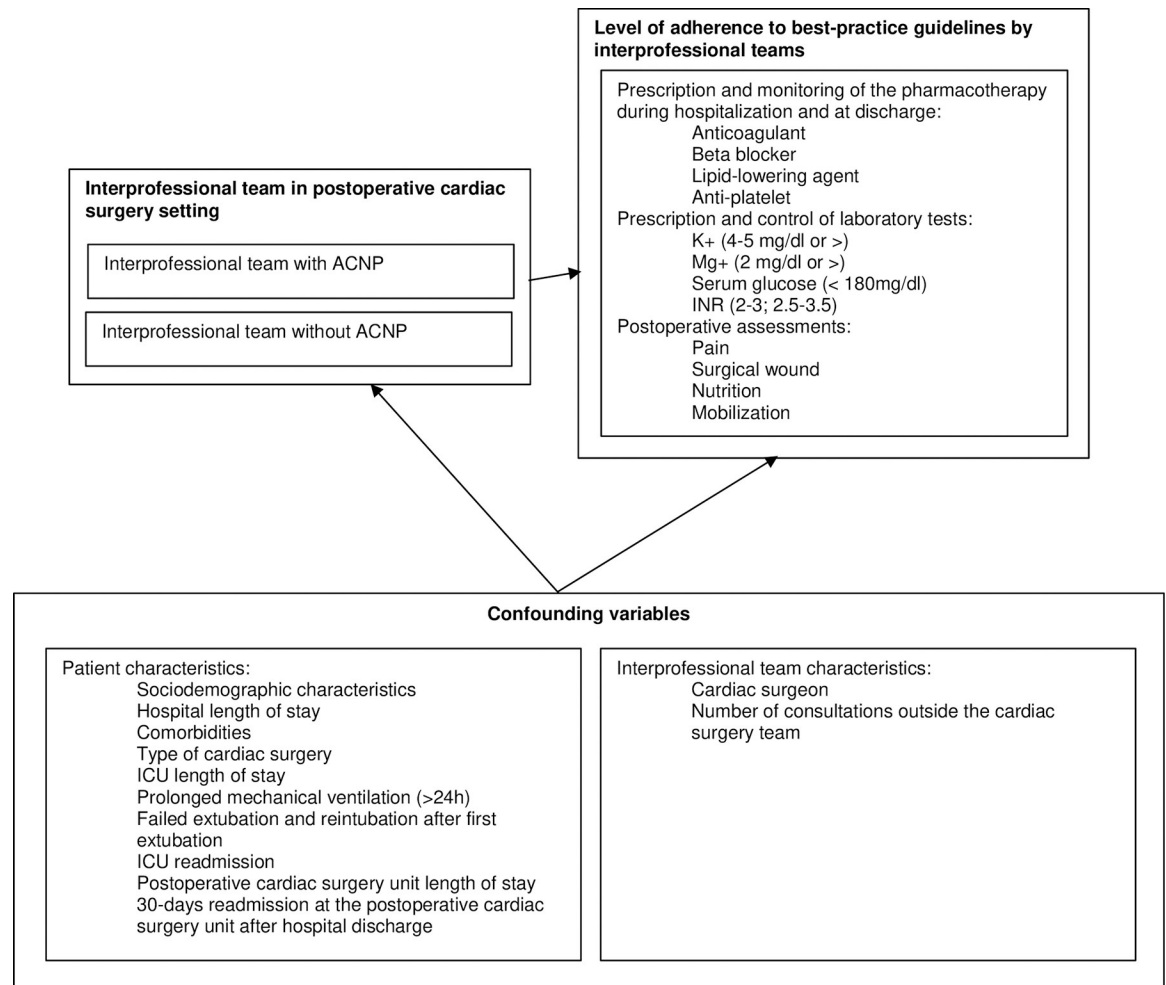 Level of adherence to best-practice guidelines by
interprofessional teams
Prescription and monitoring of the pharmacotherapy
during hospitalization and at discharge:
Anticoagulant
Beta blocker
Lipid-lowering agent
Anti-platelet
Prescription and control of laboratory tests:
K+ (4-5 mg/dl or >)
Mg+ (2 mg/dl or >)
Serum glucose (< 180mg/dl)
INR (2-3; 2.5-3.5)
Postoperative assessments:
Pain
Surgical wound
Nutrition
Mobilization
Interprofessional team in postoperative cardiac
surgery setting
Interprofessional team with ACNP
Interprofessional team without ACNP
Confounding variables
Patient characteristics:
Sociodemographic characteristics
Hospital length of stay
Comorbidities
Type of cardiac surgery
ICU length of stay
Prolonged mechanical ventilation (>24h)
Failed extubation and reintubation after first
extubation
ICU readmission
Postoperative cardiac surgery unit length of stay
30-days readmission at the postoperative cardiac
surgery unit after hospital discharge
Interprofessional team characteristics:
Cardiac surgeon
Number of consultations outside the cardiac
surgery team